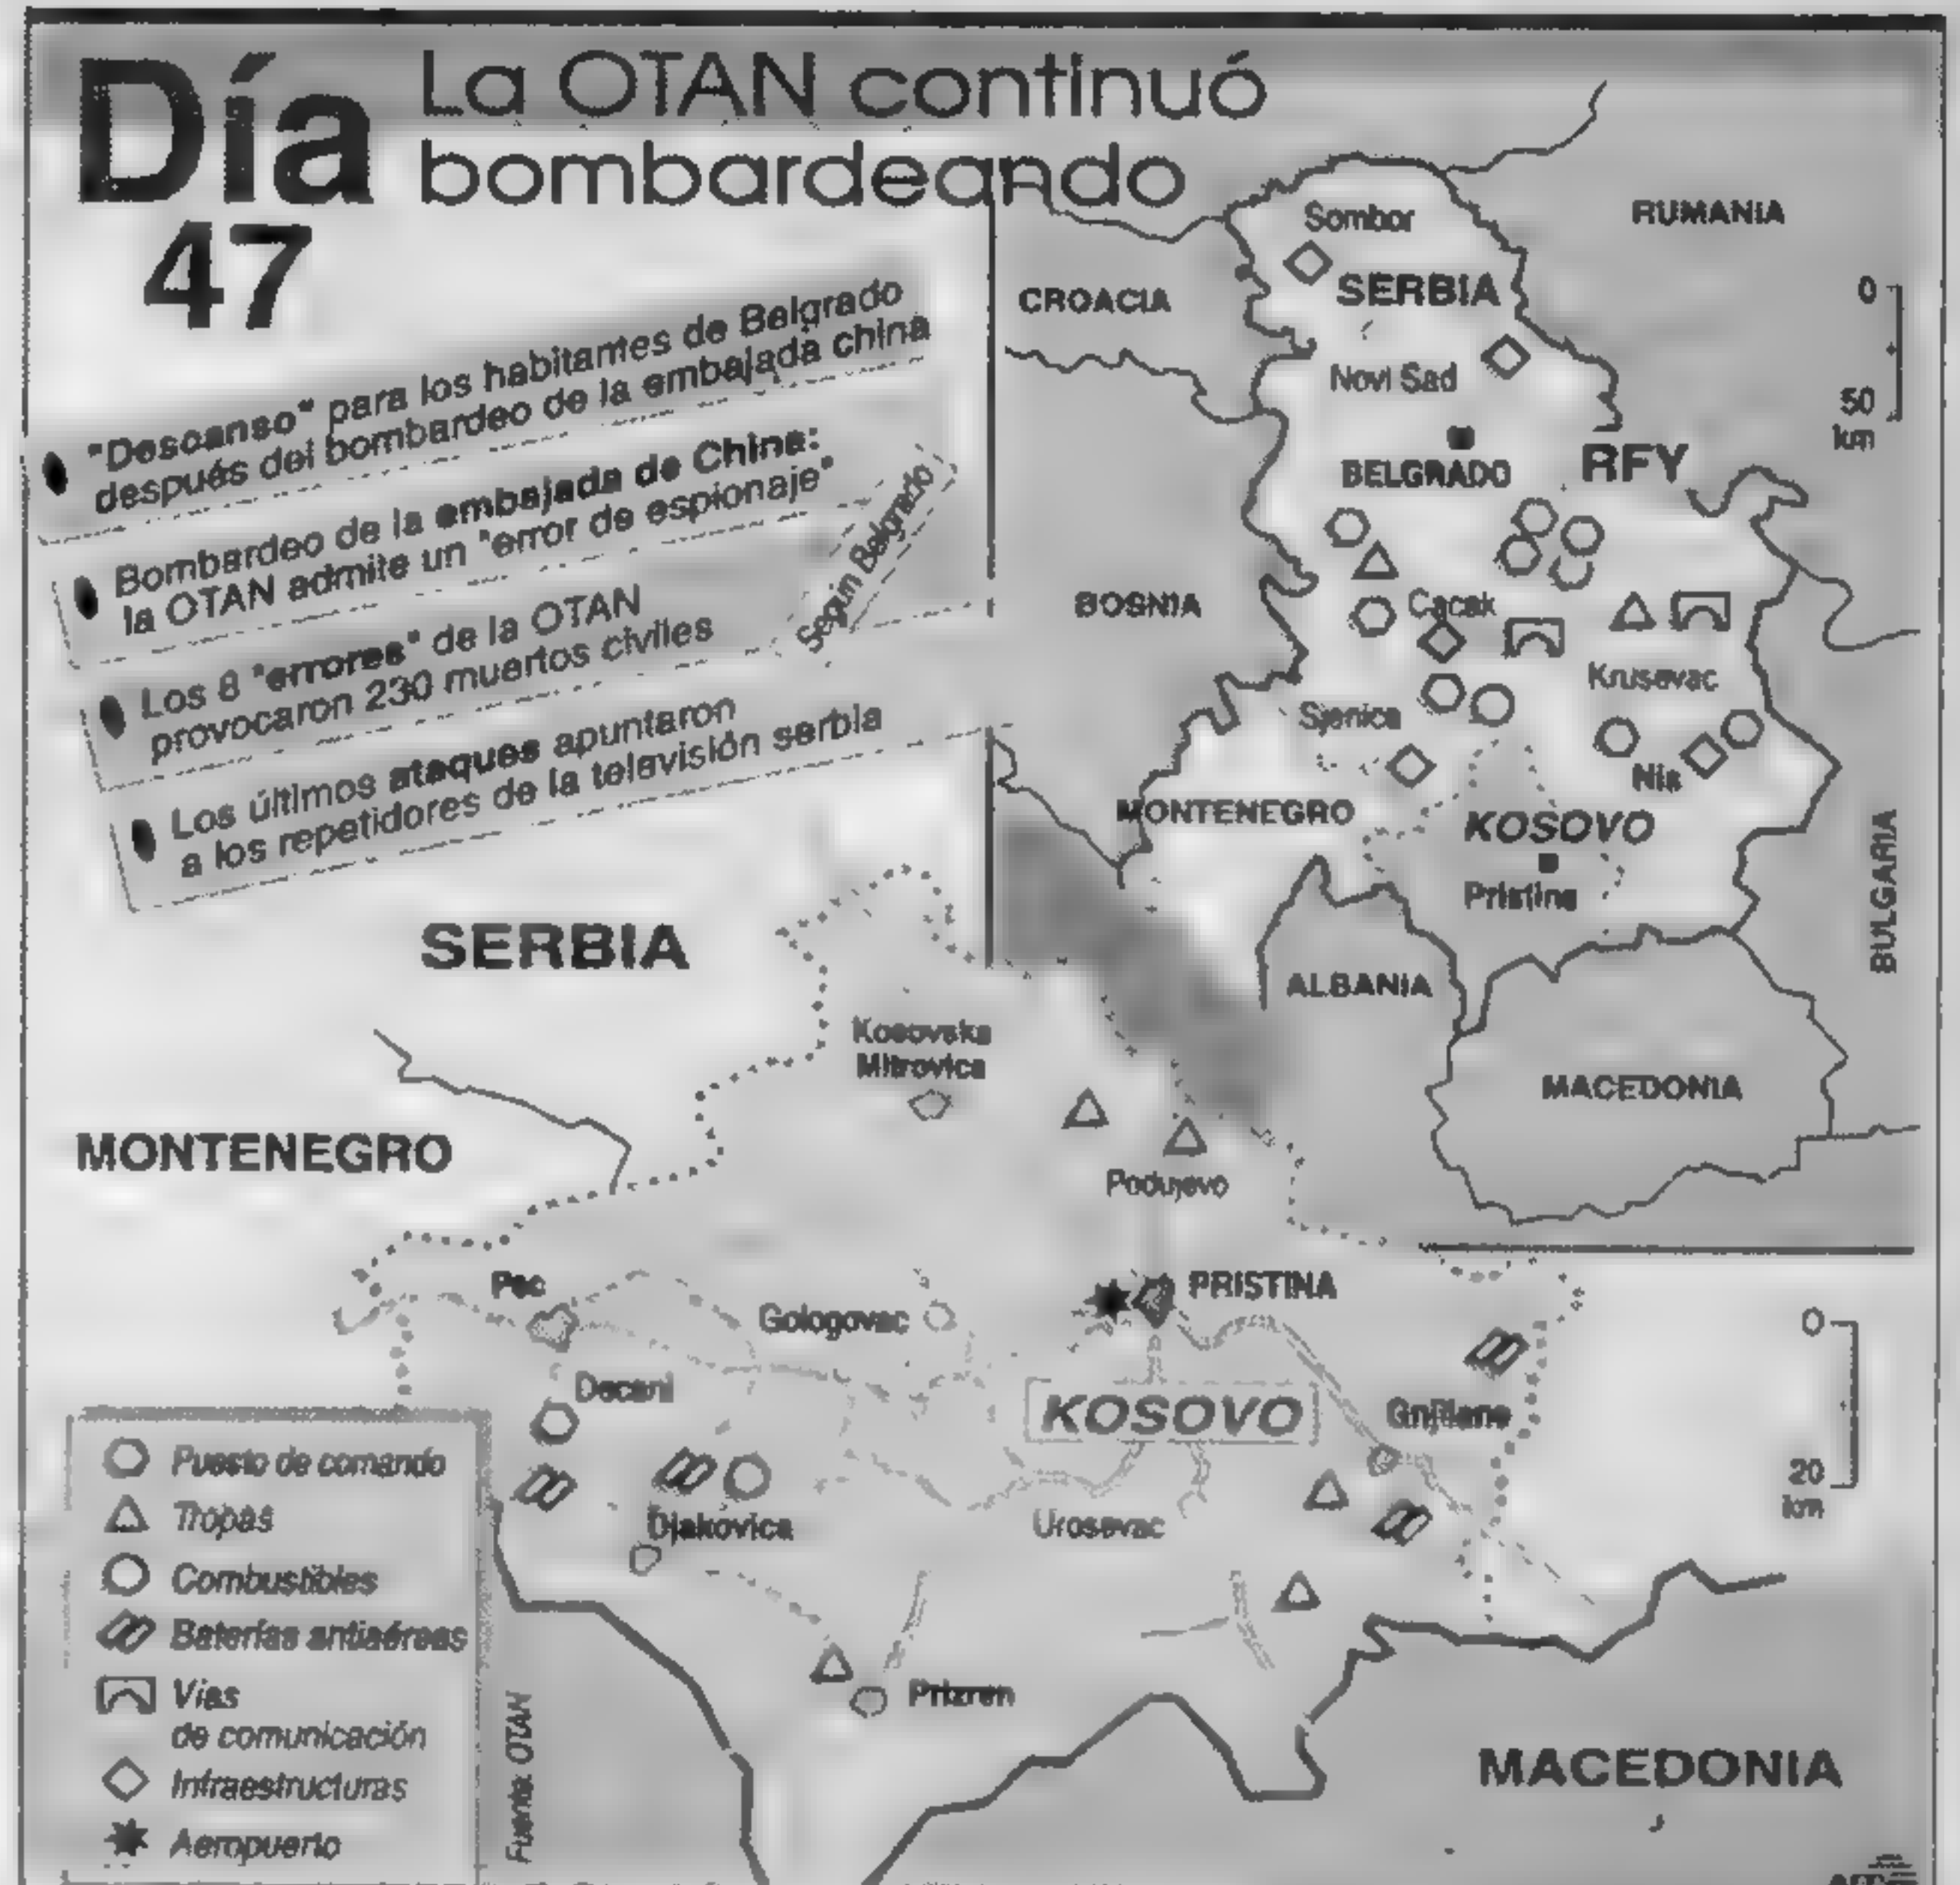 Día
47
La OTAN continuó
bombardeando
"Descanso" para los habitantes de Belgrado
después del bombardeo de la embajada china
Bombardeo de la embajada de China:
la OTAN admite un "error de espionaje"
Los 8 "errores" de la OTAN
provocaron 230 muertos civiles
Según Belgrado
Los últimos ataques apuntaron
a los repetidores de la televisión serbia
RUMANIA
Sombor
CROACIA
SERBIA
0
50
km
Novi Sad
BELGRADO
RFY
BOSNIA
Cacak
Krusevac
Sjenica
Nis
MONTENEGRO
KOSOVO
Pristina
BULGARIA
ALBANIA
MACEDONIA
SERBIA
Kosovska
Mitrovica
MONTENEGRO
Podujevo
Pec
Gologovac
PRISTINA
0
20
km
Decani
KOSOVO
Gnjilane
Djakovica
Urosevac
Prizren
MACEDONIA
Puesto de comando
Tropas
Combustibles
Baterías antiaéreas
Vías
de comunicación
Infraestructuras
Aeropuerto
Fuente: OTAN